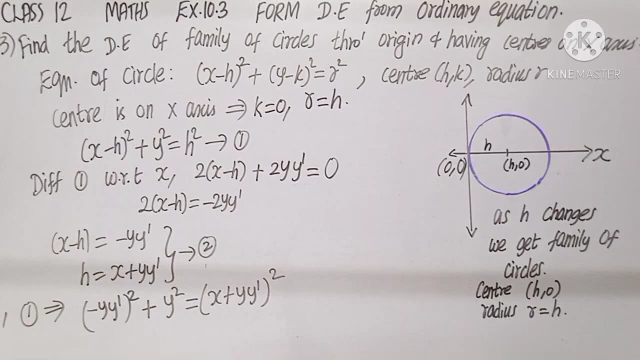 CLASS 12 MATHS EX.10.3 FORM D.E from Ordinary equation.
3) Find the D.E of family of circles thro' origin & having centre on axis
KINEMASTER
Eqn. of circle: (x-h)²+(y-k)²=r², centre (h,k), radius r
centre is on x axis ⇒ k=0, r=h.
(x-h)²+y²=h² → ①
Diff ① w.r.t x, 2(x-h)+2yy'=0
2(x-h)=-2yy'
(x-h)=-yy'
h=x+yy'
} → ②
, ① ⇒ (-yy')²+y²=(x+yy')²
h
x
(0,0)
(h,0)
as h changes
we get family of
circles.
Centre (h,0)
radius r=h.